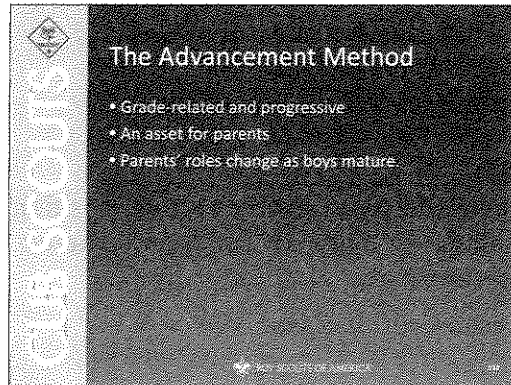 CUB SCOUTS
The Advancement Method
• Grade-related and progressive
• An asset for parents
• Parents' roles change as boys mature.
BOY SCOUTS OF AMERICA